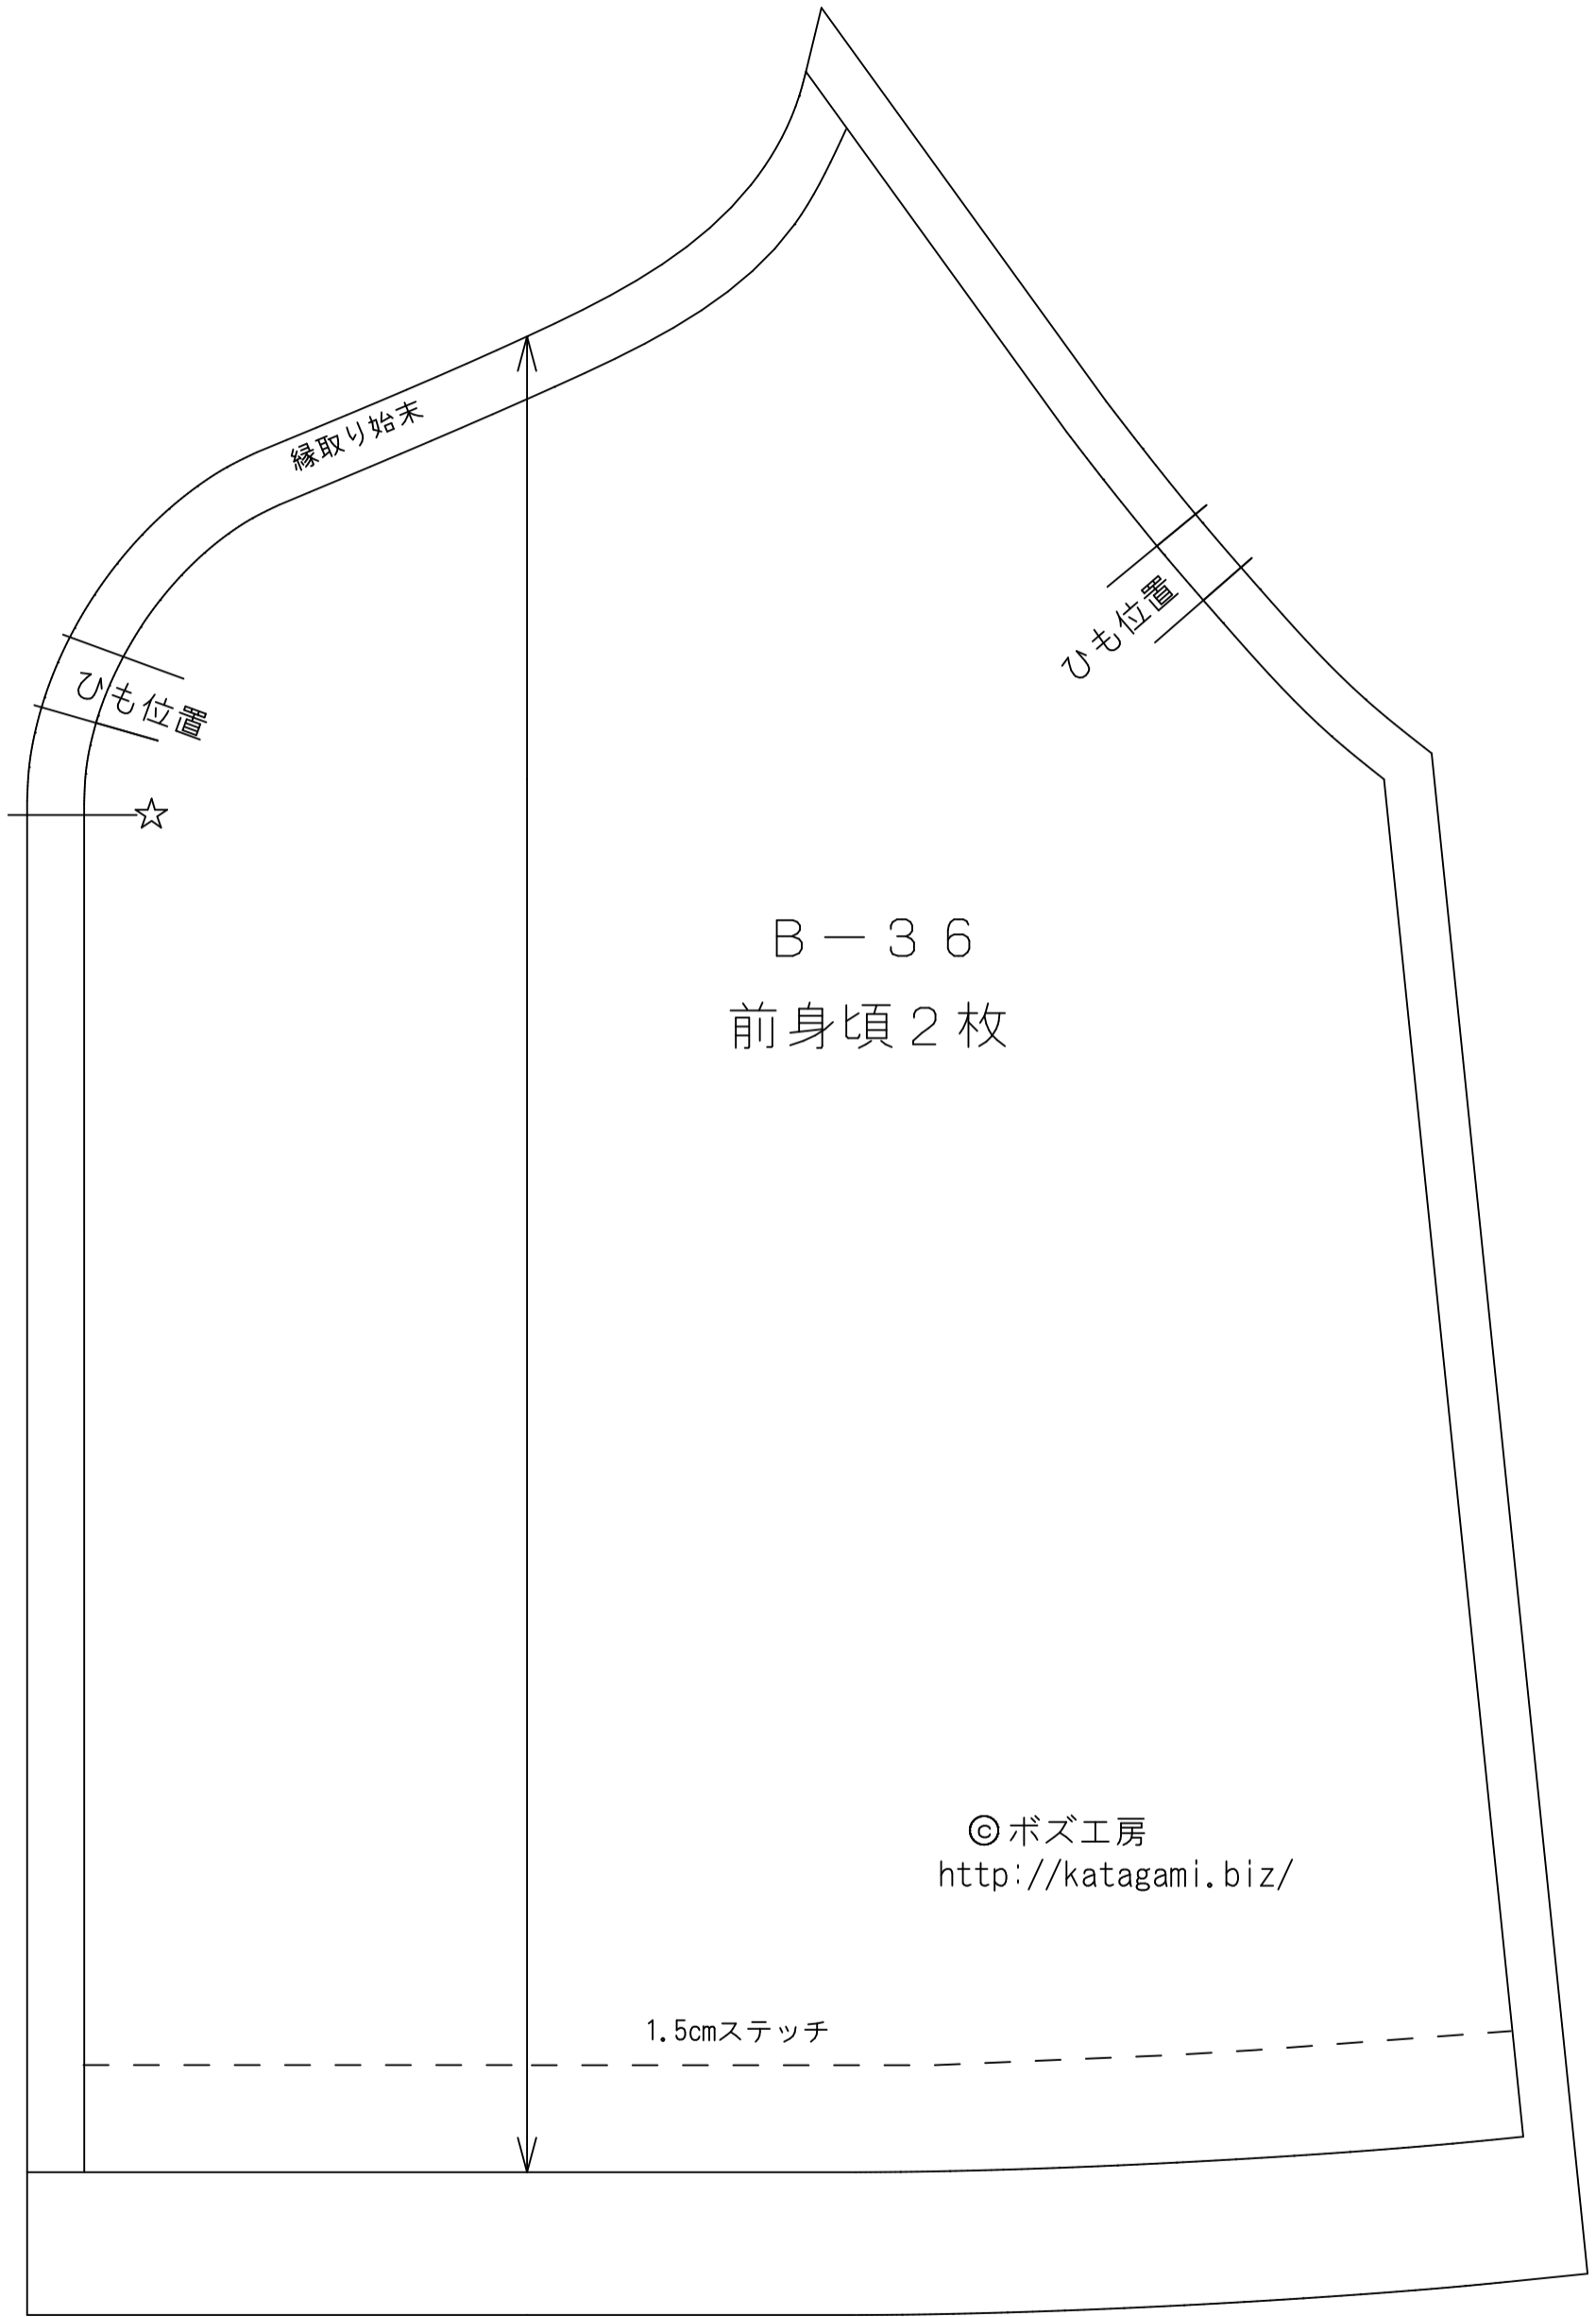 縁取り始末
ひも位置
ひも位置
☆
B－36
前身頃2枚
©ボズ工房
http://katagami.biz/
1.5cmステッチ